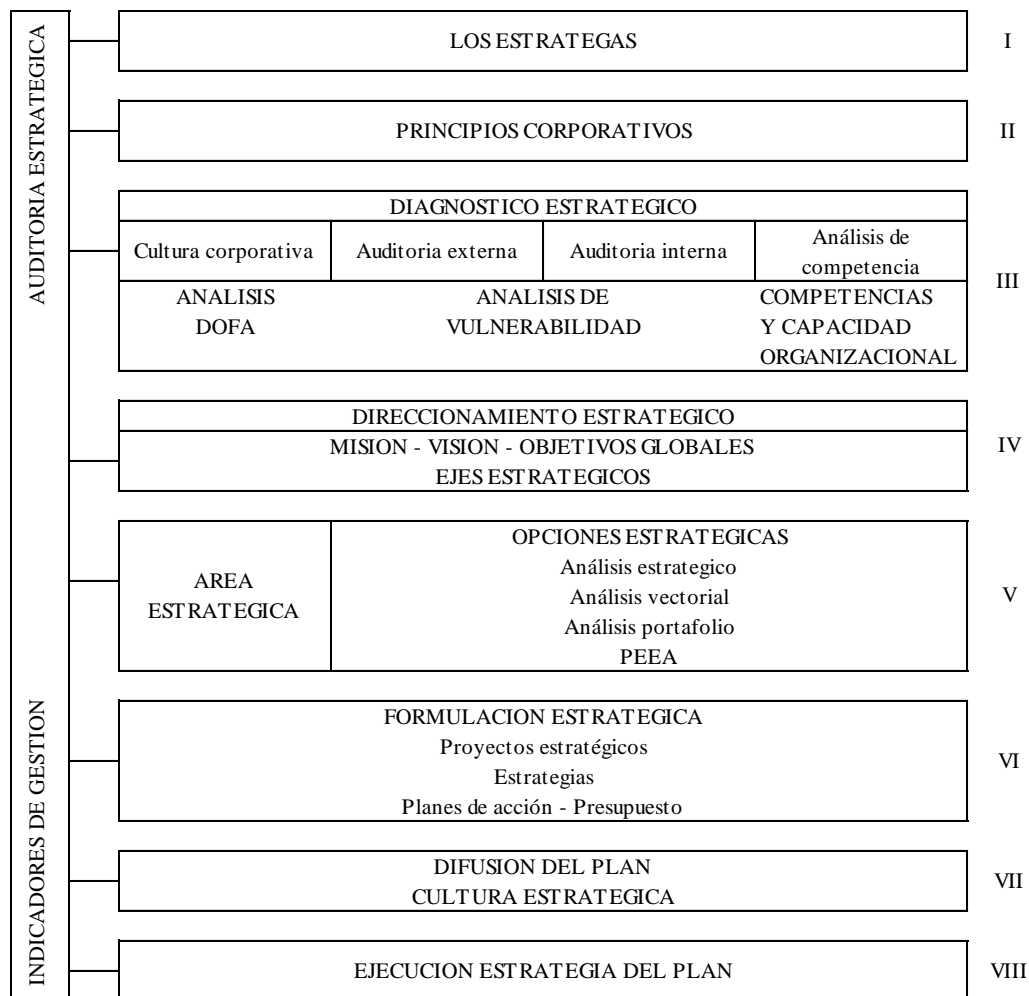 AUDITORIA ESTRATEGICA
INDICADORES DE GESTION
LOS ESTRATEGAS
I
PRINCIPIOS CORPORATIVOS
II
DIAGNOSTICO ESTRATEGICO
Cultura corporativa
Auditoria externa
Auditoria interna
Análisis de
competencia
ANALISIS
DOFA
ANALISIS DE
VULNERABILIDAD
COMPETENCIAS
Y CAPACIDAD
ORGANIZACIONAL
III
DIRECCIONAMIENTO ESTRATEGICO
MISION - VISION - OBJETIVOS GLOBALES
EJES ESTRATEGICOS
IV
AREA
ESTRATEGICA
OPCIONES ESTRATEGICAS
Análisis estrategico
Análisis vectorial
Análisis portafolio
PEEA
V
FORMULACION ESTRATEGICA
Proyectos estratégicos
Estrategias
Planes de acción - Presupuesto
VI
DIFUSION DEL PLAN
CULTURA ESTRATEGICA
VII
EJECUCION ESTRATEGIA DEL PLAN
VIII